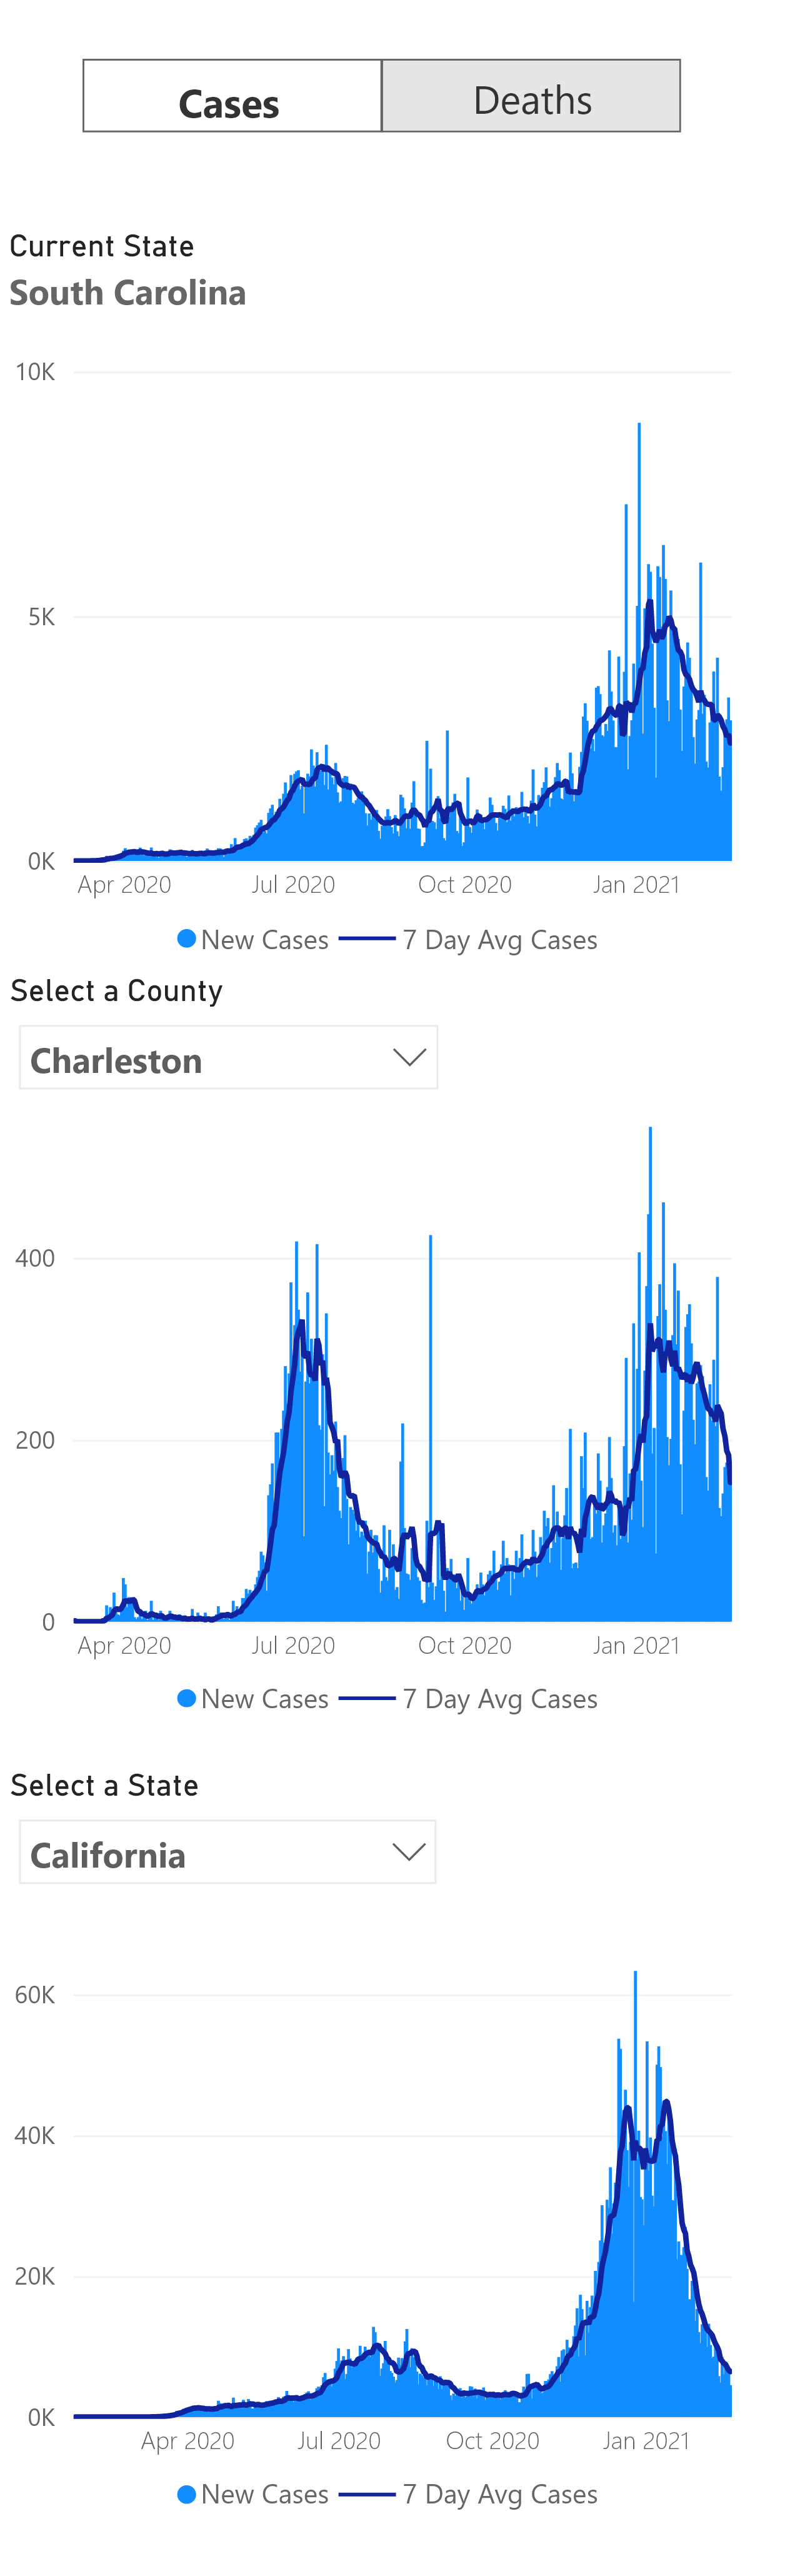 Cases Deaths
Current State
South Carolina
10K
5K
0K
Apr 2020 Jul 2020 Oct 2020 Jan 2021
New Cases 7 Day Avg Cases
Select a County
Charleston
400
200
0
Apr 2020 Jul 2020 Oct 2020 Jan 2021
New Cases 7 Day Avg Cases
Select a State
California
60K
40K
20K
0K
Apr 2020 Jul 2020 Oct 2020 Jan 2021
New Cases 7 Day Avg Cases